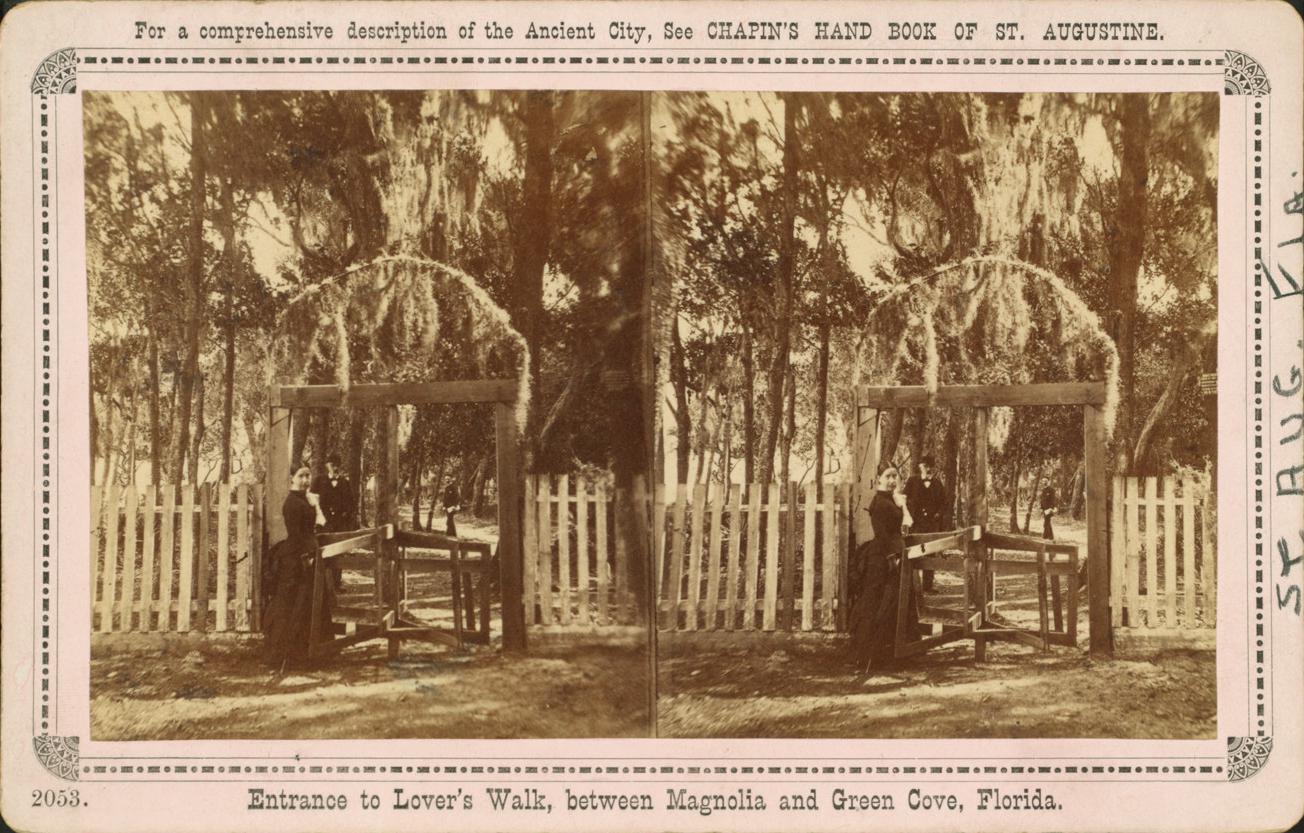 For a comprehensive description of the Ancient City, See CHAPIN'S HAND BOOK OF ST. AUGUSTINE.
ST AUG. FLA.
2053.
Entrance to Lover's Walk, between Magnolia and Green Cove, Florida.